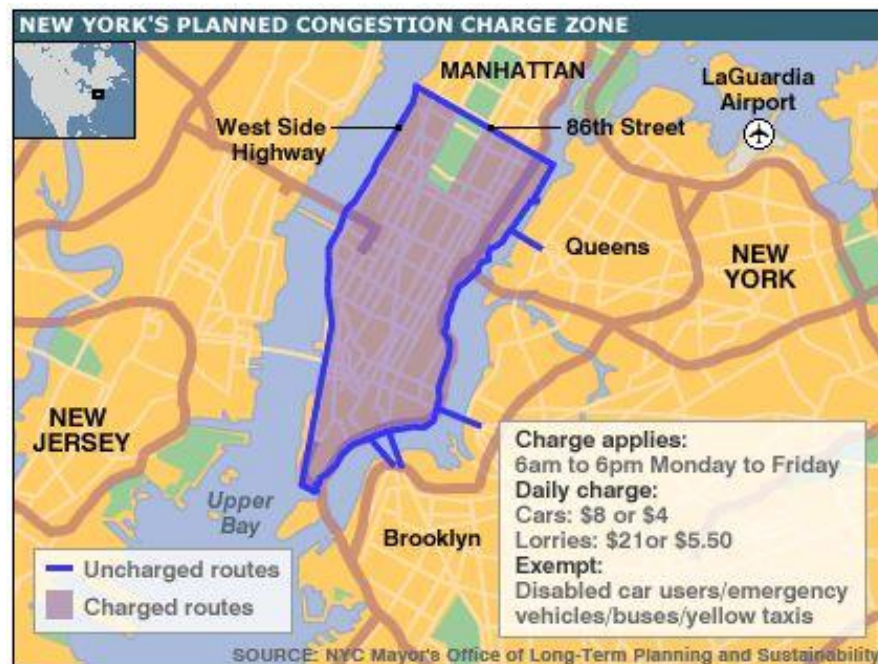 NEW YORK'S PLANNED CONGESTION CHARGE ZONE
MANHATTAN
LaGuardia
Airport
West Side
Highway
86th Street
Queens
NEW
YORK
NEW
JERSEY
Upper
Bay
Brooklyn
Charge applies:
6am to 6pm Monday to Friday
Daily charge:
Cars: $8 or $4
Lorries: $21or $5.50
Exempt:
Disabled car users/emergency
vehicles/buses/yellow taxis
Uncharged routes
Charged routes
SOURCE: NYC Mayor's Office of Long-Term Planning and Sustainability